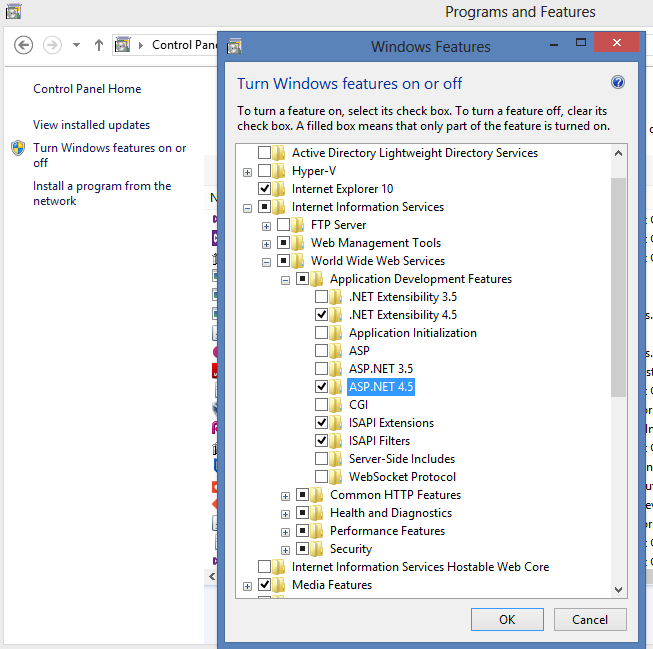 Programs and Features
Control Pane
Windows Features
Control Panel Home
View installed updates
Turn Windows features on or
off
Install a program from the
network
Turn Windows features on or off
To turn a feature on, select its check box. To turn a feature off, clear its
check box. A filled box means that only part of the feature is turned on.
Active Directory Lightweight Directory Services
Hyper-V
Internet Explorer 10
Internet Information Services
FTP Server
Web Management Tools
World Wide Web Services
Application Development Features
.NET Extensibility 3.5
.NET Extensibility 4.5
Application Initialization
ASP
ASP.NET 3.5
ASP.NET 4.5
CGI
ISAPI Extensions
ISAPI Filters
Server-Side Includes
WebSocket Protocol
Common HTTP Features
Health and Diagnostics
Performance Features
Security
Internet Information Services Hostable Web Core
Media Features
OK
Cancel